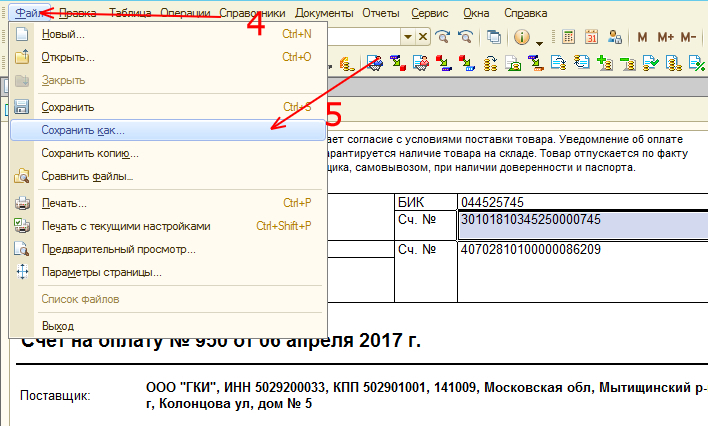 Файл Правка Таблица Операции Справочники Документы Отчеты Сервис Окна Справка
4
Новый... Ctrl+N
M M+ M-
Открыть... Ctrl+O
Закрыть
Сохранить Ctrl+S
5
Сохранить как...
Сохранить копию...
Сравнить файлы...
Печать... Ctrl+P
Печать с текущими настройками Ctrl+Shift+P
Предварительный просмотр...
Параметры страницы...
Список файлов
Выход
ает согласие с условиями поставки товара. Уведомление об оплате
арантируется наличие товара на складе. Товар отпускается по факту
щика, самовывозом, при наличии доверенности и паспорта.
БИК 044525745
Сч. № 30101810345250000745
Сч. № 40702810100000086209
Счет на оплату № 950 от 06 апреля 2017 г.
Поставщик: ООО "ГКИ", ИНН 5029200033, КПП 502901001, 141009, Московская обл, Мытищинский р-
г, Колонцова ул, дом № 5